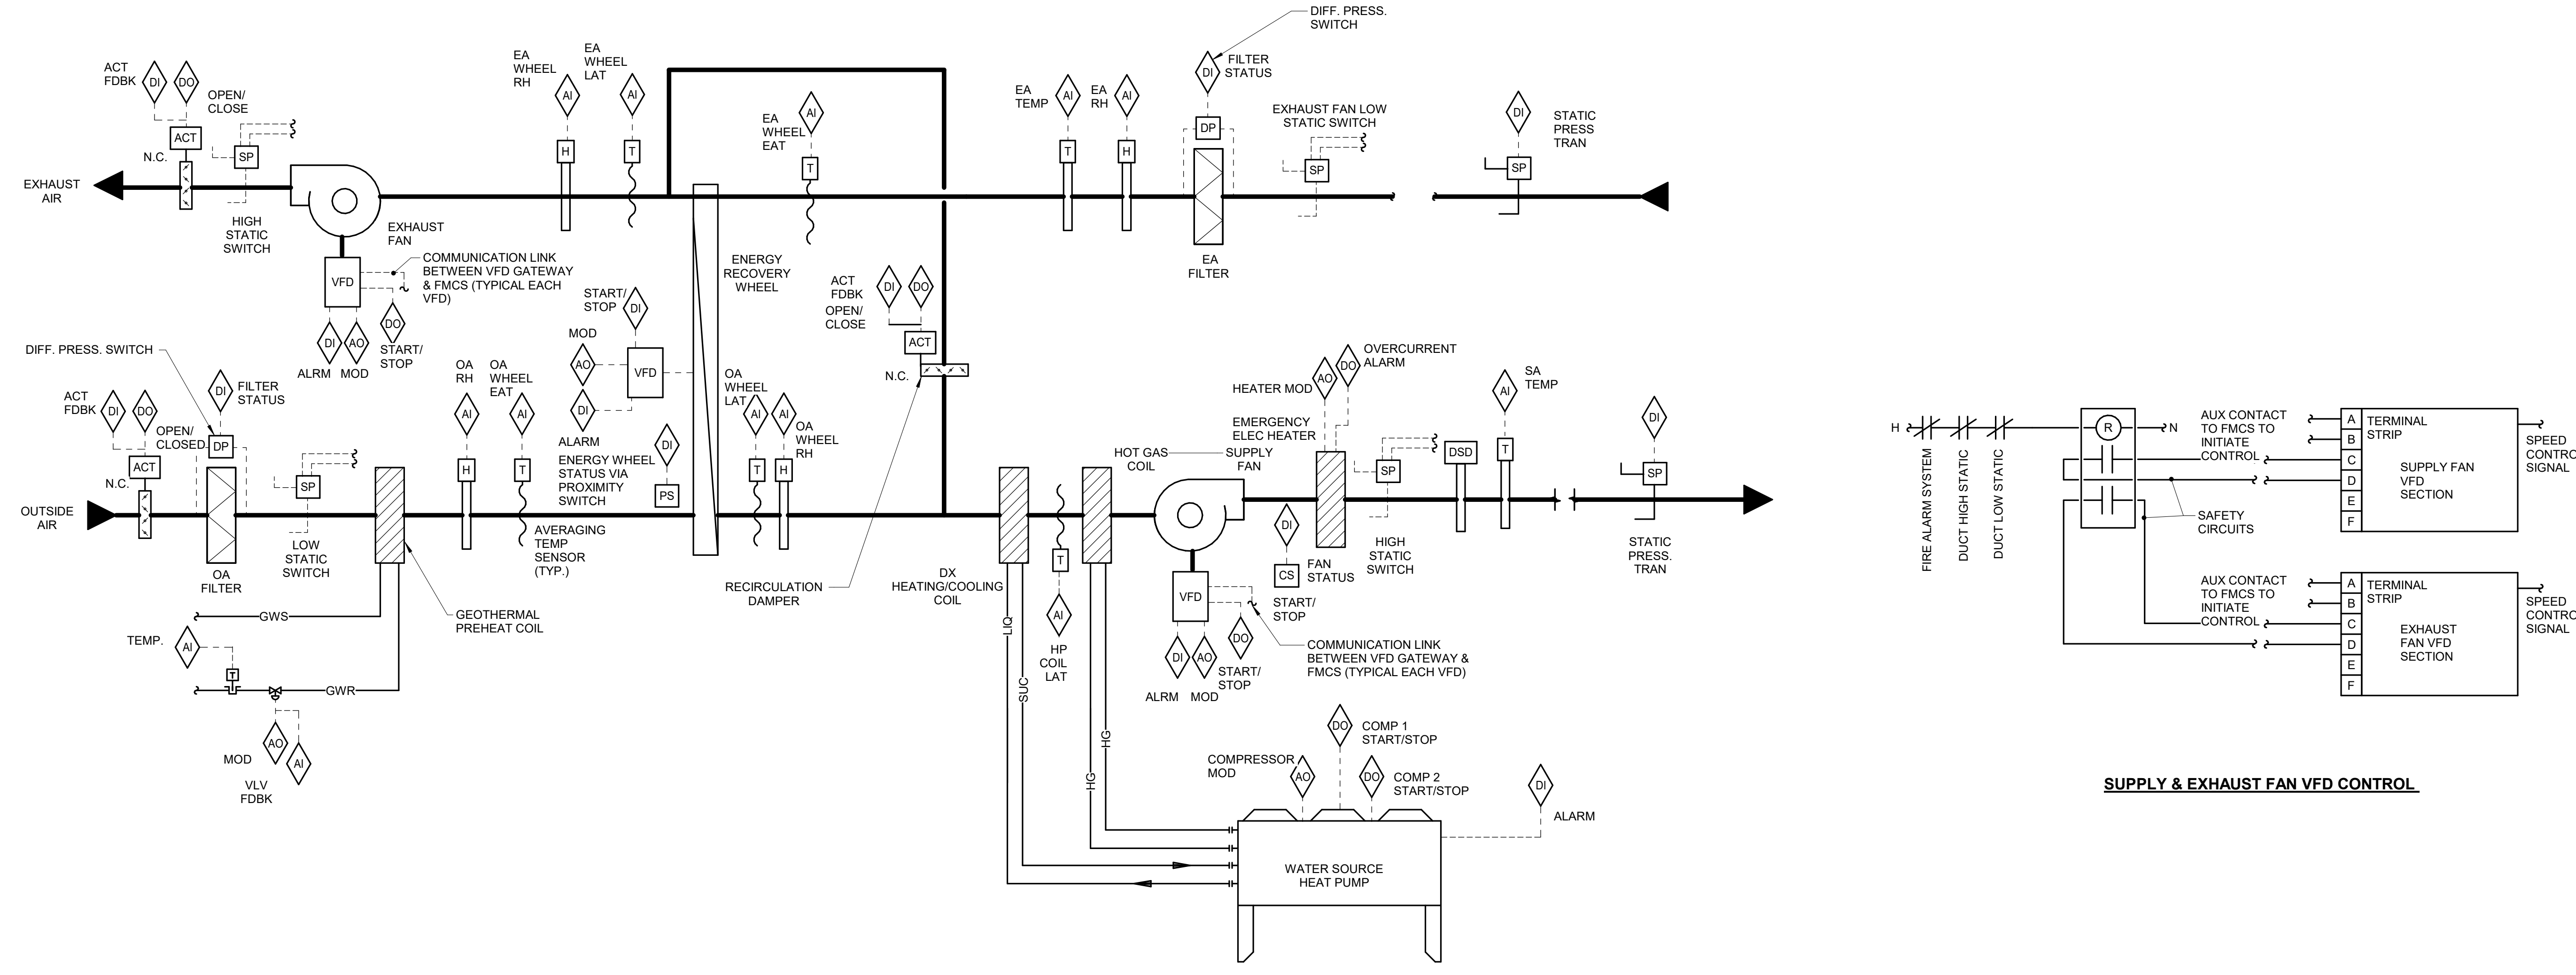 DIFF. PRESS.
SWITCH
ACT
FDBK
DI
DO
OPEN/
CLOSE
ACT
N.C.
SP
EXHAUST
AIR
HIGH
STATIC
SWITCH
EXHAUST
FAN
VFD
COMMUNICATION LINK
BETWEEN VFD GATEWAY
& FMCS (TYPICAL EACH
VFD)
DI
AO
DO
START/
STOP
ALRM
MOD
EA
WHEEL
RH
AI
H
EA
WHEEL
LAT
AI
T
EA
WHEEL
EAT
AI
T
ENERGY
RECOVERY
WHEEL
EA
TEMP
AI
T
EA
RH
AI
H
DI
FILTER
STATUS
DP
EA
FILTER
EXHAUST FAN LOW
STATIC SWITCH
SP
DI
STATIC
PRESS
TRAN
SP
ACT
FDBK
DI
DO
OPEN/
CLOSE
ACT
N.C.
RECIRCULATION
DAMPER
DIFF. PRESS. SWITCH
ACT
FDBK
DI
DO
OPEN/
CLOSED
ACT
N.C.
OUTSIDE
AIR
DI
FILTER
STATUS
DP
OA
FILTER
SP
LOW
STATIC
SWITCH
GEOTHERMAL
PREHEAT COIL
GWS
TEMP.
AI
T
GWR
AO
AI
MOD
VLV
FDBK
OA
RH
AI
H
OA
WHEEL
EAT
AI
T
AVERAGING
TEMP
SENSOR
(TYP.)
START/
STOP
DI
MOD
AO
VFD
DI
ALARM
ENERGY WHEEL
STATUS VIA
PROXIMITY
SWITCH
DI
PS
OA
WHEEL
LAT
AI
T
AI
H
OA
WHEEL
RH
DX
HEATING/COOLING
COIL
T
AI
HP
COIL
LAT
LIQ
SUC
HG
HG
HOT GAS
COIL
SUPPLY
FAN
VFD
DI
AO
DO
START/
STOP
ALRM
MOD
COMMUNICATION LINK
BETWEEN VFD GATEWAY &
FMCS (TYPICAL EACH VFD)
HEATER MOD
AO
DO
OVERCURRENT
ALARM
EMERGENCY
ELEC HEATER
DI
CS
FAN
STATUS
START/
STOP
SP
HIGH
STATIC
SWITCH
DSD
SA
TEMP
AI
T
DI
SP
STATIC
PRESS.
TRAN
COMPRESSOR
MOD
AO
DO
COMP 1
START/STOP
DO
COMP 2
START/STOP
DI
ALARM
WATER SOURCE
HEAT PUMP
H
FIRE ALARM SYSTEM
DUCT HIGH STATIC
DUCT LOW STATIC
R
N
AUX CONTACT
TO FMCS TO
INITIATE
CONTROL
SAFETY
CIRCUITS
A
B
C
D
E
F
TERMINAL
STRIP
SUPPLY FAN
VFD
SECTION
SPEED
CONTRO
SIGNAL
AUX CONTACT
TO FMCS TO
INITIATE
CONTROL
A
B
C
D
E
F
TERMINAL
STRIP
EXHAUST
FAN VFD
SECTION
SPEED
CONTRO
SIGNAL
SUPPLY & EXHAUST FAN VFD CONTROL